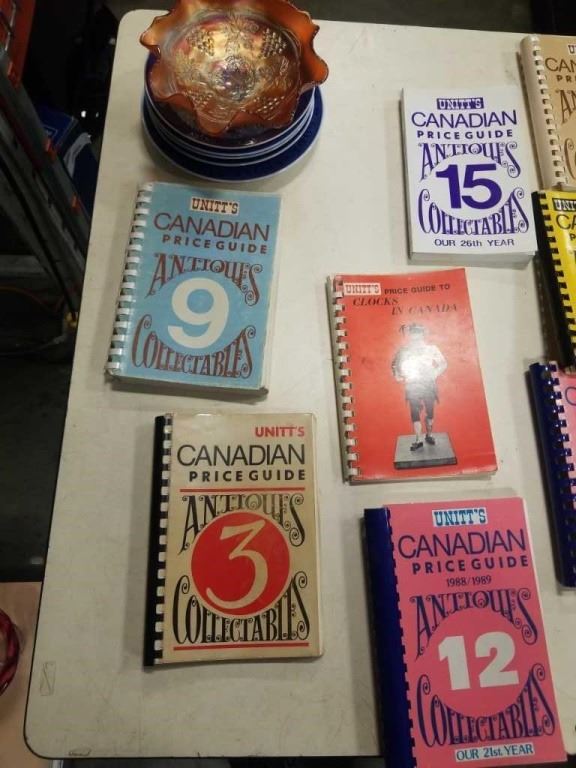 UNITT'S
CANADIAN
PRICE GUIDE
ANTIQUES
15
COLLECTABLES
OUR 26th YEAR
UNITT'S
CANADIAN
PRICE GUIDE
ANTIQUES
9
COLLECTABLES
UNITT'S PRICE GUIDE TO
CLOCKS
IN CANADA
UNITT'S
CANADIAN
PRICE GUIDE
ANTIQUES
3
COLLECTABLES
UNITT'S
CANADIAN
PRICE GUIDE
1988/1989
ANTIQUES
12
COLLECTABLES
OUR 21st. YEAR